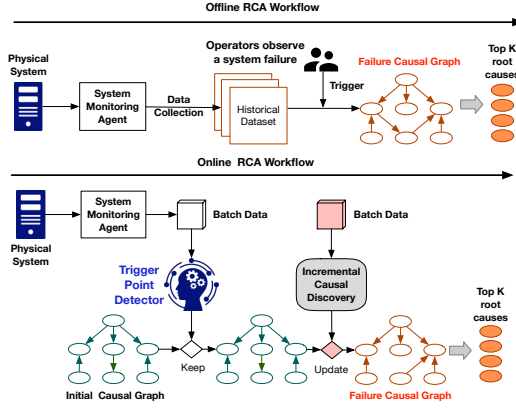 Offline RCA Workflow
Physical
System
System
Monitoring
Agent
Data
Collection
Operators observe
a system failure
Historical
Dataset
Trigger
Failure Causal Graph
Top K
root
causes
Online RCA Workflow
Physical
System
System
Monitoring
Agent
Batch Data
Batch Data
Trigger
Point
Detector
Incremental
Causal
Discovery
Top K
root
causes
Keep
Update
Initial Causal Graph
Failure Causal Graph